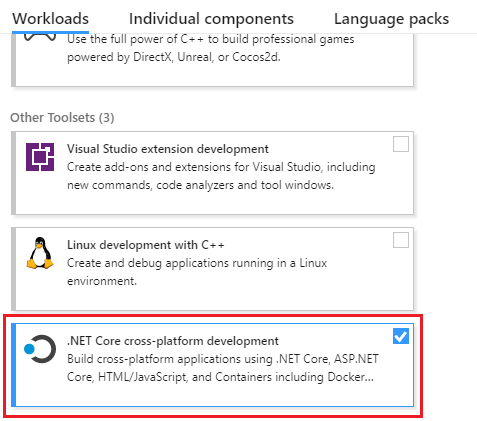 Workloads Individual components Language packs
Use the full power of C++ to build professional games
powered by DirectX, Unreal, or Cocos2d.
Other Toolsets (3)
Visual Studio extension development
Create add-ons and extensions for Visual Studio, including
new commands, code analyzers and tool windows.
Linux development with C++
Create and debug applications running in a Linux
environment.
.NET Core cross-platform development
Build cross-platform applications using .NET Core, ASP.NET
Core, HTML/JavaScript, and Containers including Docker...